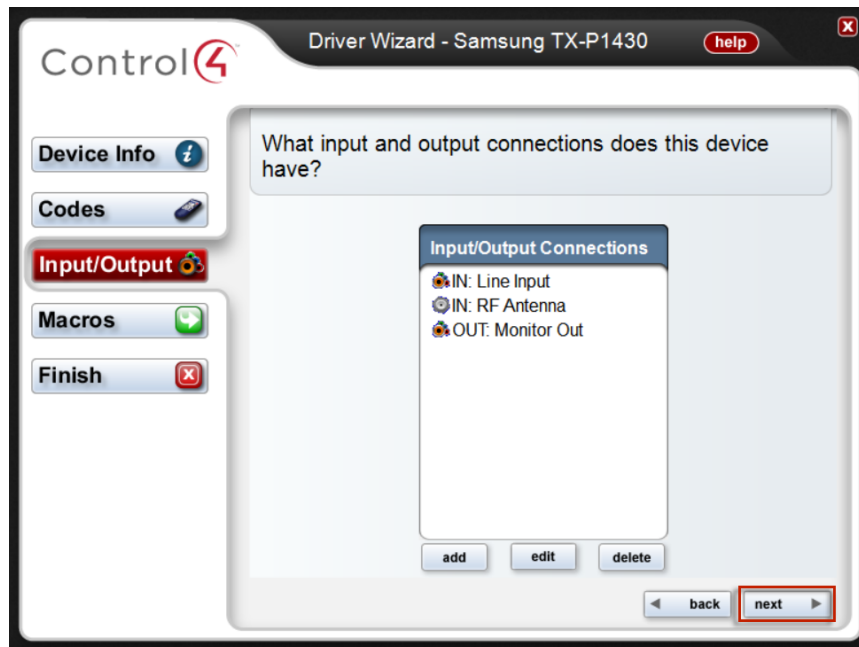 Control4
Driver Wizard - Samsung TX-P1430
help
x
Device Info
i
Codes
Input/Output
Macros
Finish
What input and output connections does this device
have?
Input/Output Connections
IN: Line Input
IN: RF Antenna
OUT: Monitor Out
add
edit
delete
back
next